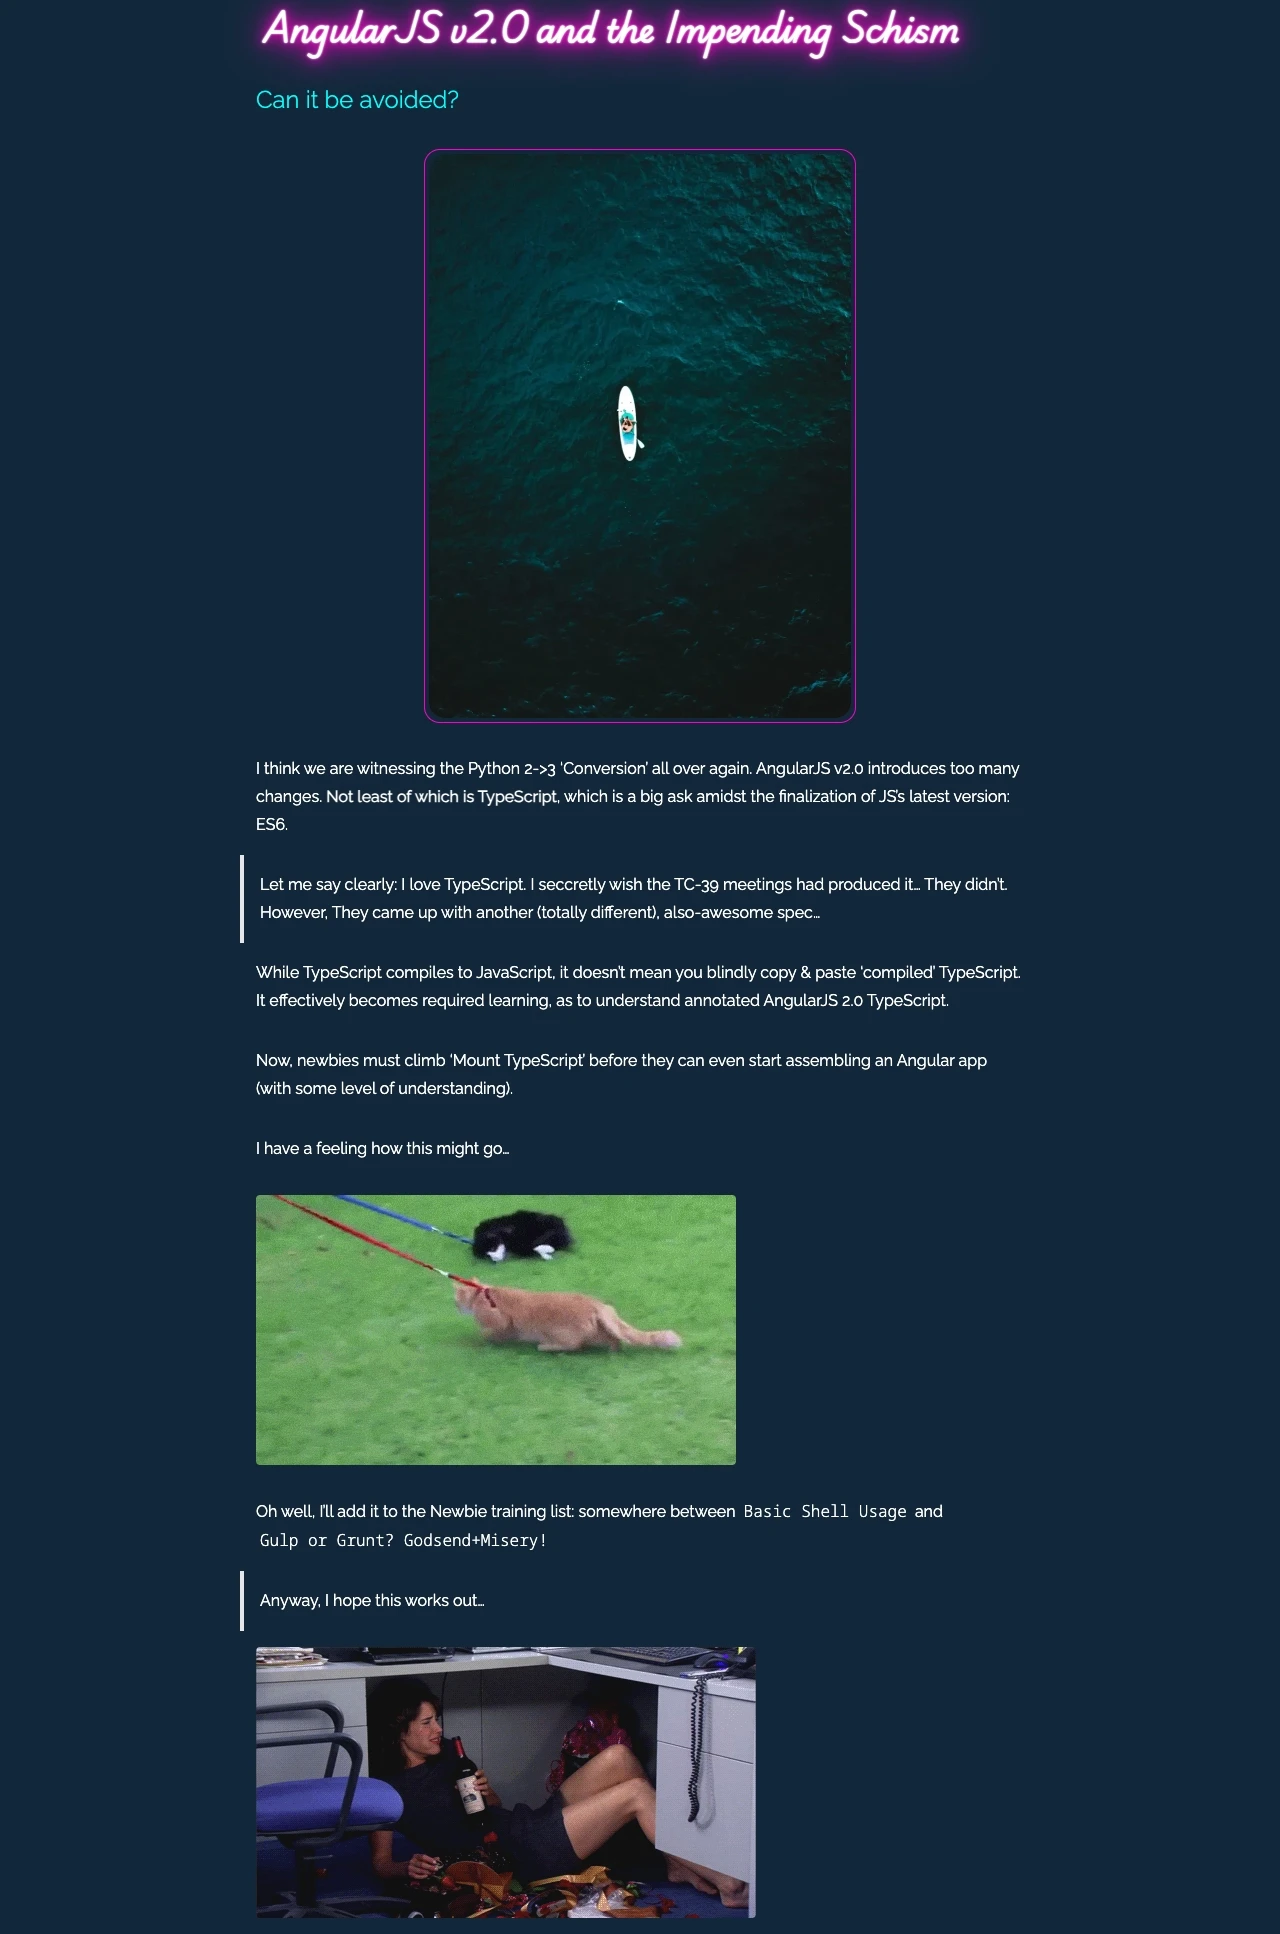 AngularJS v2.0 and the Impending Schism
Can it be avoided?
I think we are witnessing the Python 2->3 ‘Conversion’ all over again. AngularJS v2.0 introduces too many
changes. Not least of which is TypeScript, which is a big ask amidst the finalization of JS’s latest version:
ES6.
Let me say clearly: I love TypeScript. I seccretly wish the TC-39 meetings had produced it… They didn’t.
However, They came up with another (totally different), also-awesome spec…
While TypeScript compiles to JavaScript, it doesn’t mean you blindly copy & paste ‘compiled’ TypeScript.
It effectively becomes required learning, as to understand annotated AngularJS 2.0 TypeScript.
Now, newbies must climb ‘Mount TypeScript’ before they can even start assembling an Angular app
(with some level of understanding).
I have a feeling how this might go…
Oh well, I’ll add it to the Newbie training list: somewhere between Basic Shell Usage and
Gulp or Grunt? Godsend+Misery!
Anyway, I hope this works out…